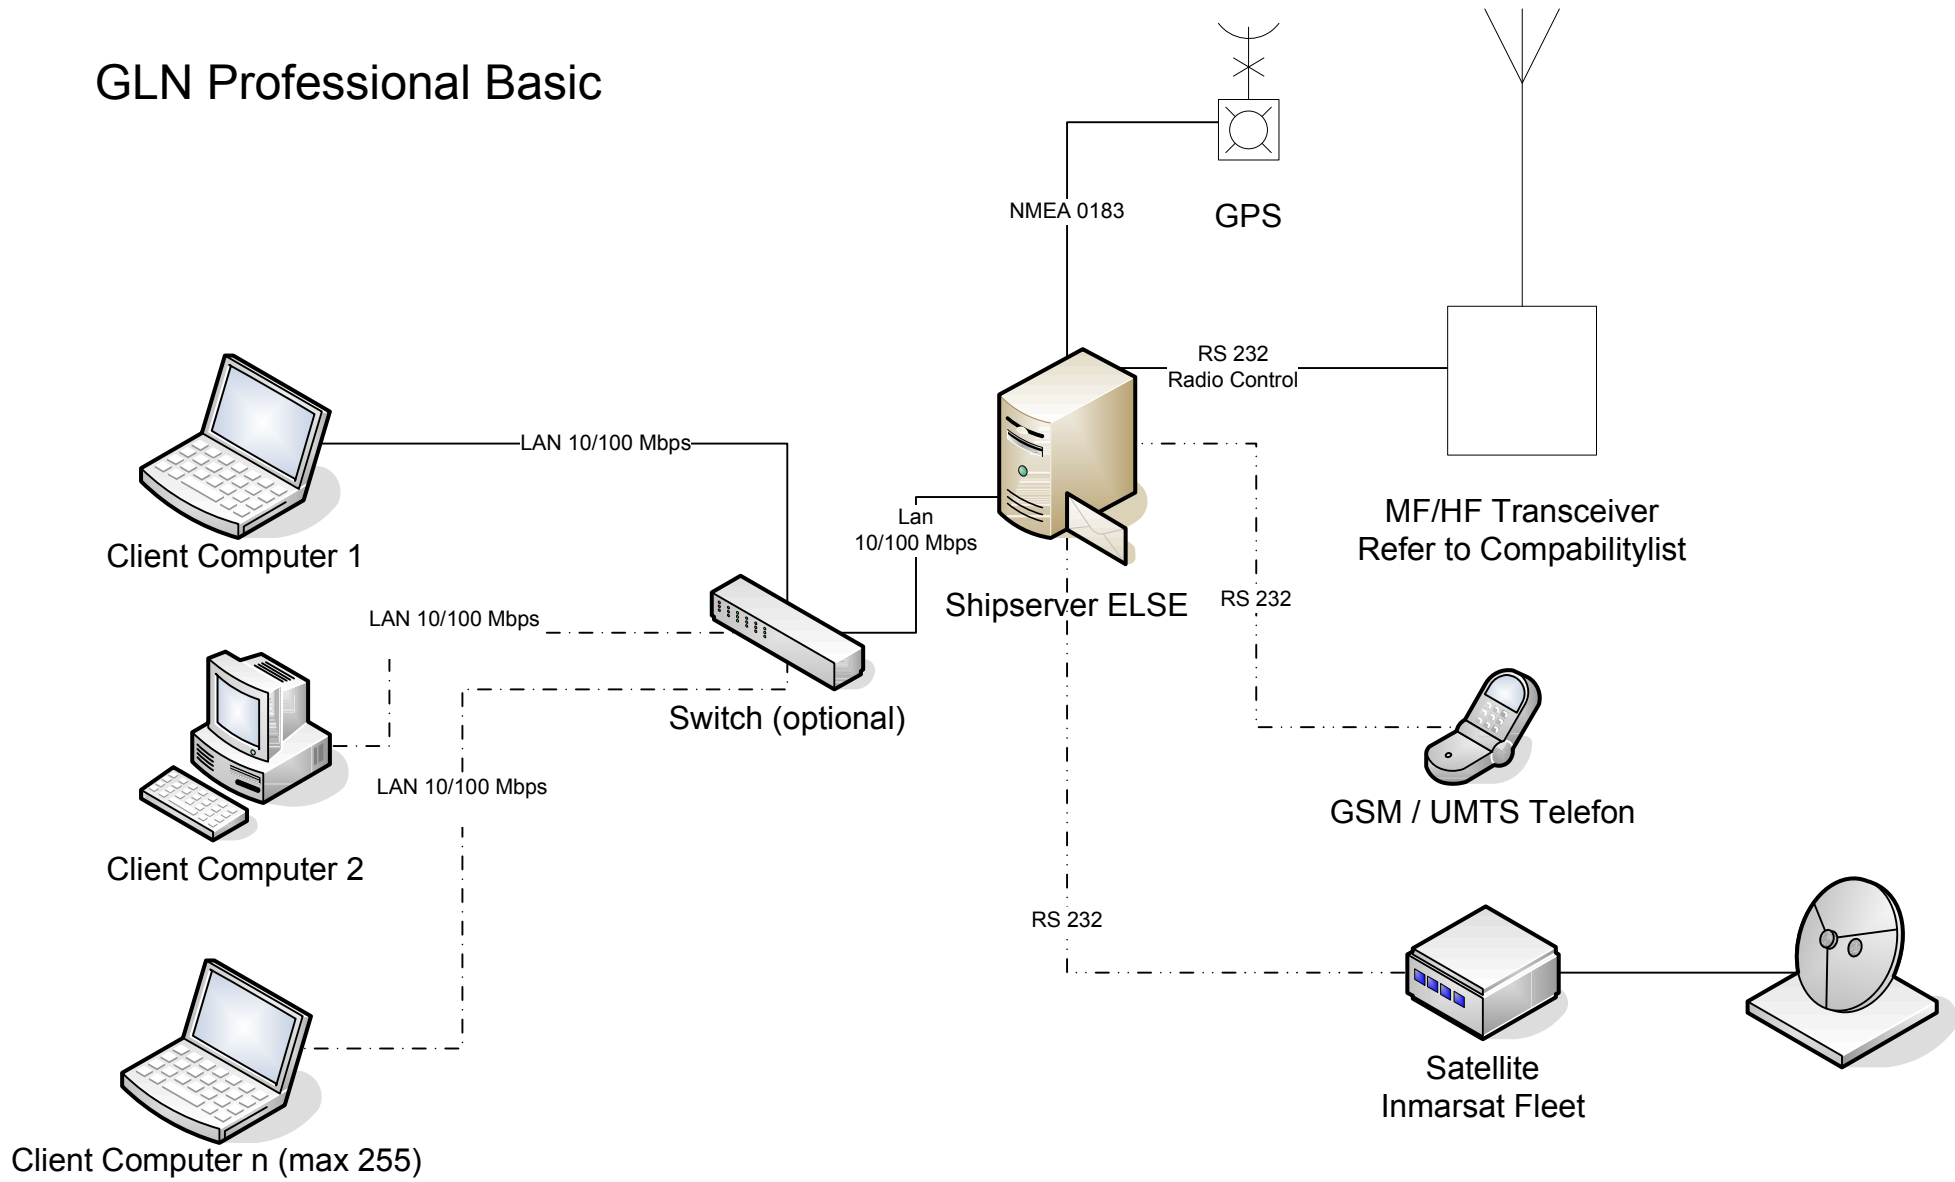 GLN Professional Basic
NMEA 0183
GPS
RS 232
Radio Control
LAN 10/100 Mbps
Lan
10/100 Mbps
MF/HF Transceiver
Refer to Compabilitylist
Client Computer 1
Shipserver ELSE
RS 232
LAN 10/100 Mbps
Switch (optional)
LAN 10/100 Mbps
GSM / UMTS Telefon
Client Computer 2
RS 232
Satellite
Inmarsat Fleet
Client Computer n (max 255)